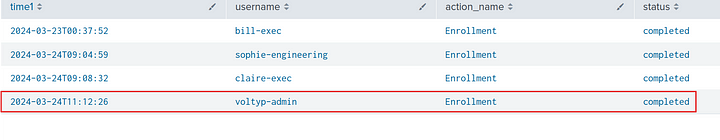 time1 username action_name status
2024-03-23T00:37:52 bill-exec Enrollment completed
2024-03-24T09:04:59 sophie-engineering Enrollment completed
2024-03-24T09:08:32 claire-exec Enrollment completed
2024-03-24T11:12:26 voltyp-admin Enrollment completed